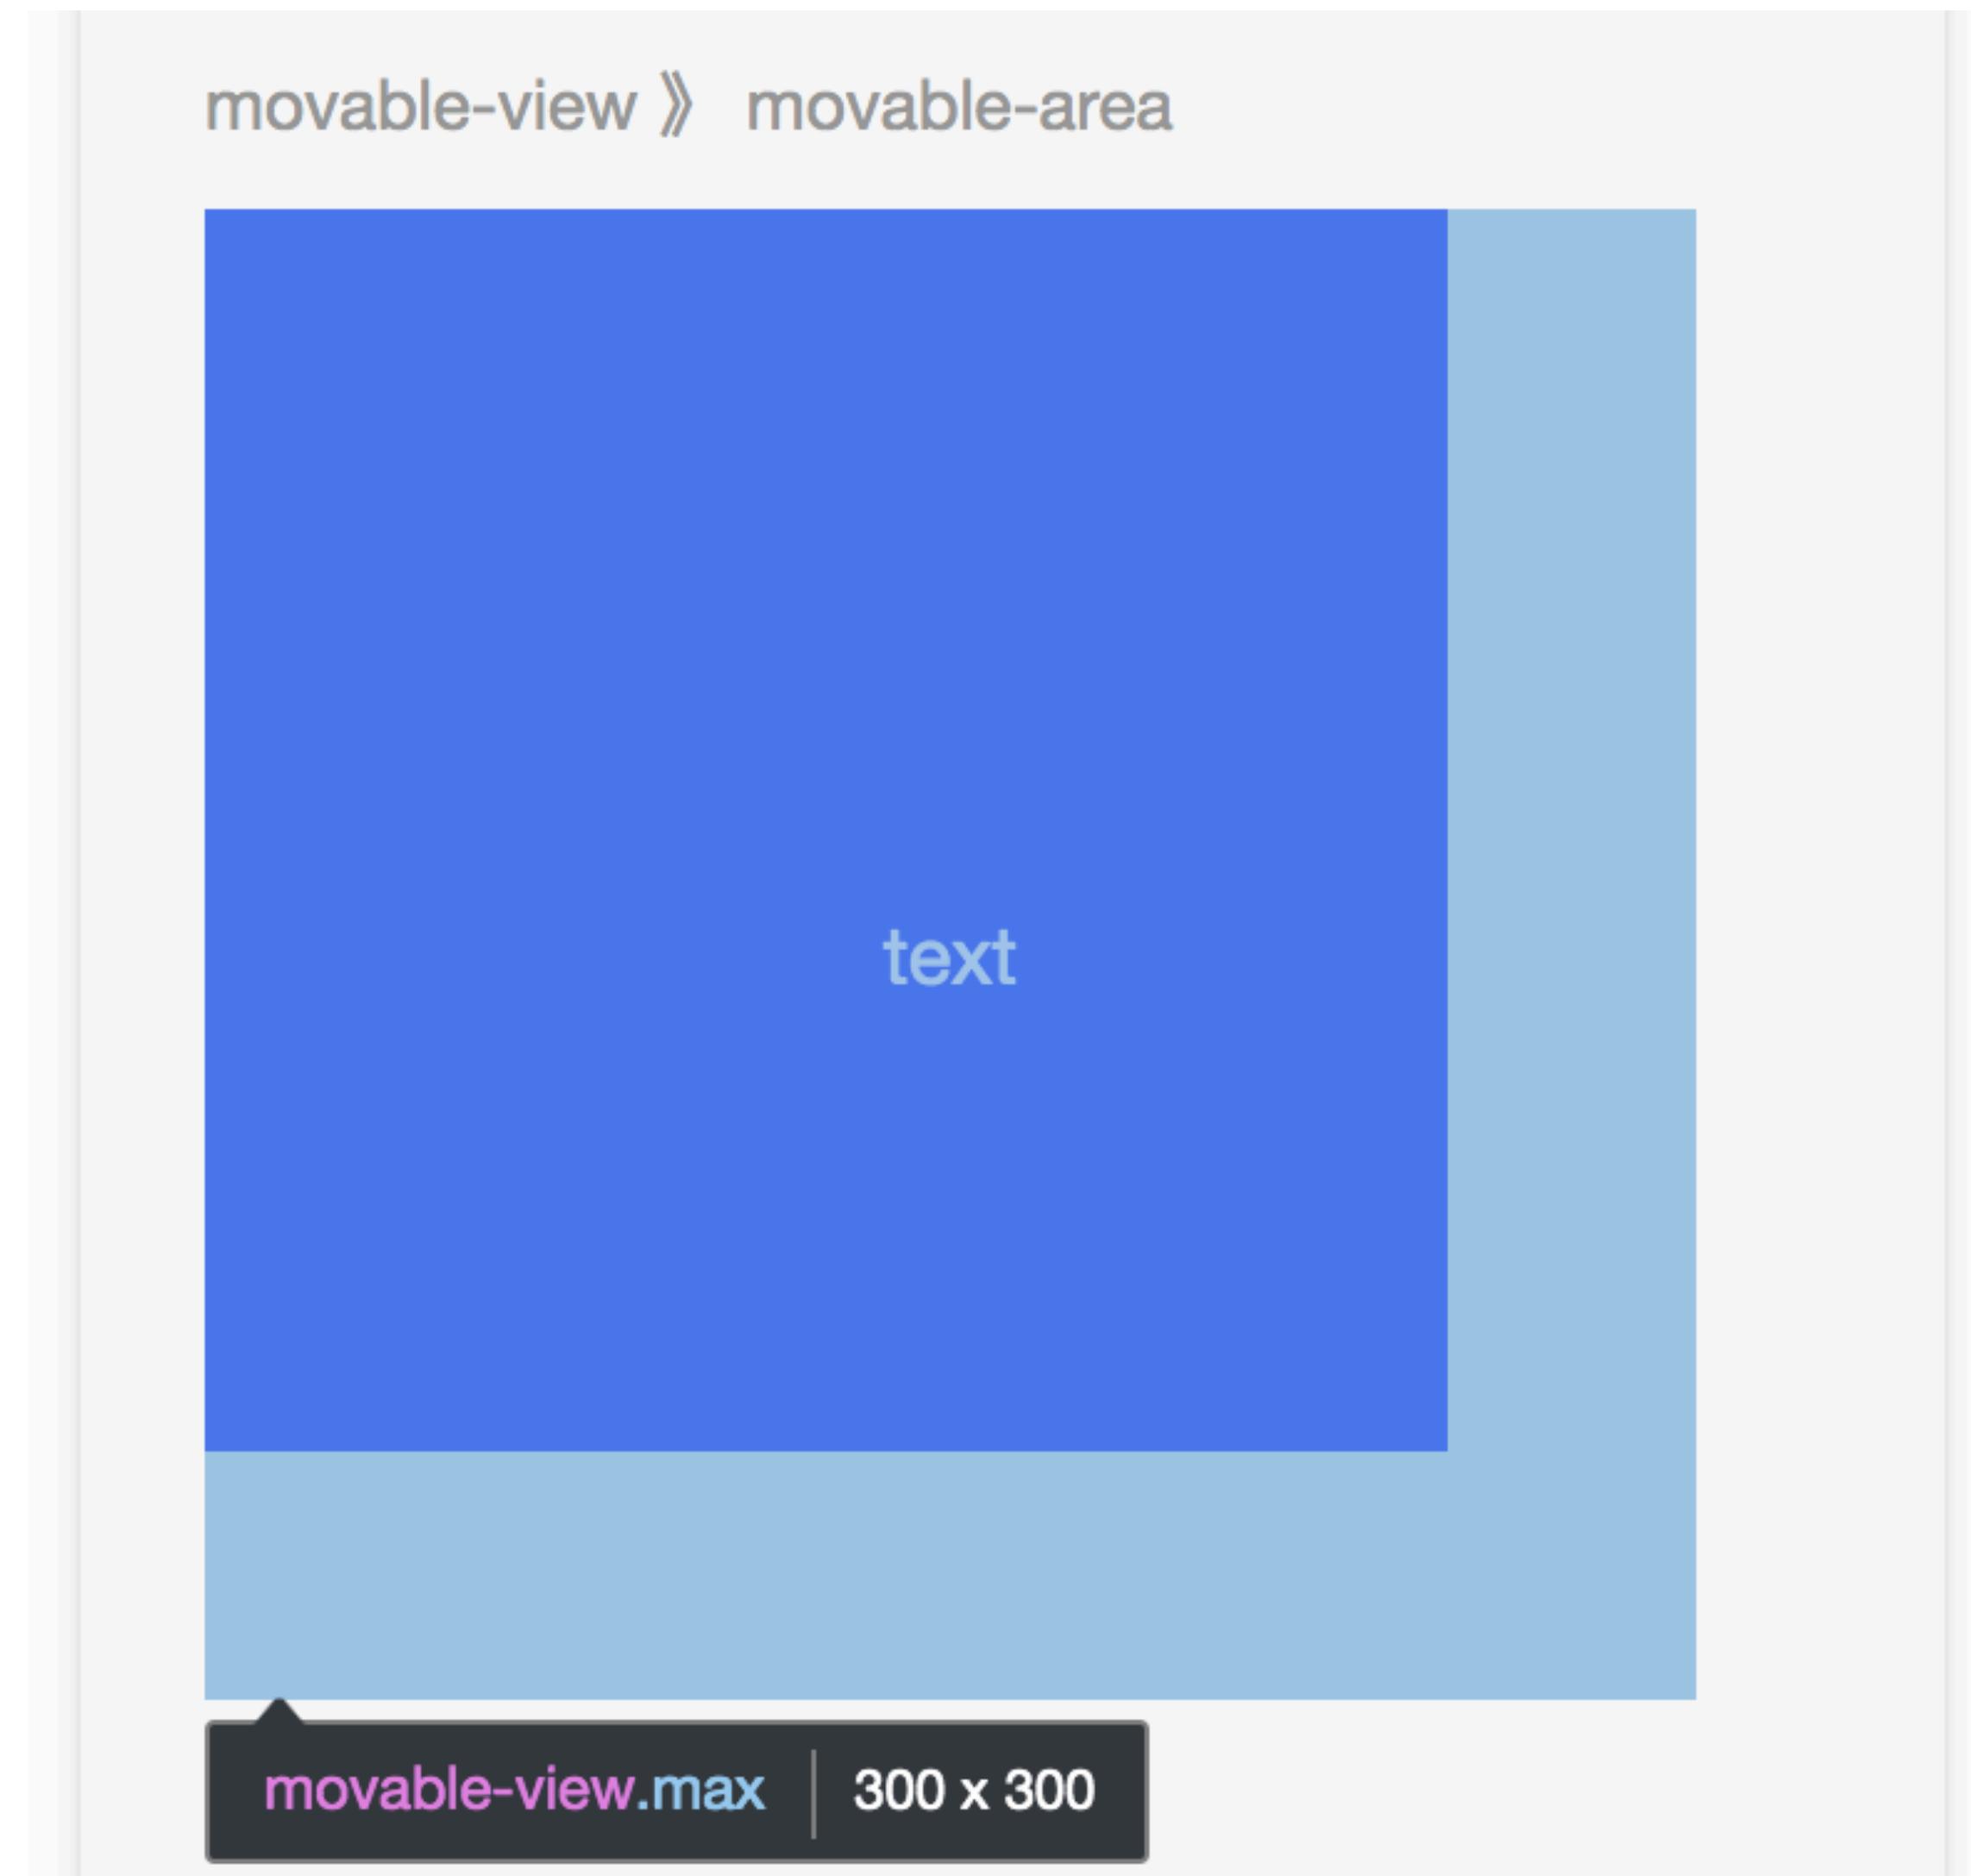 movable-view 》 movable-area
text
movable-view.max 300 x 300